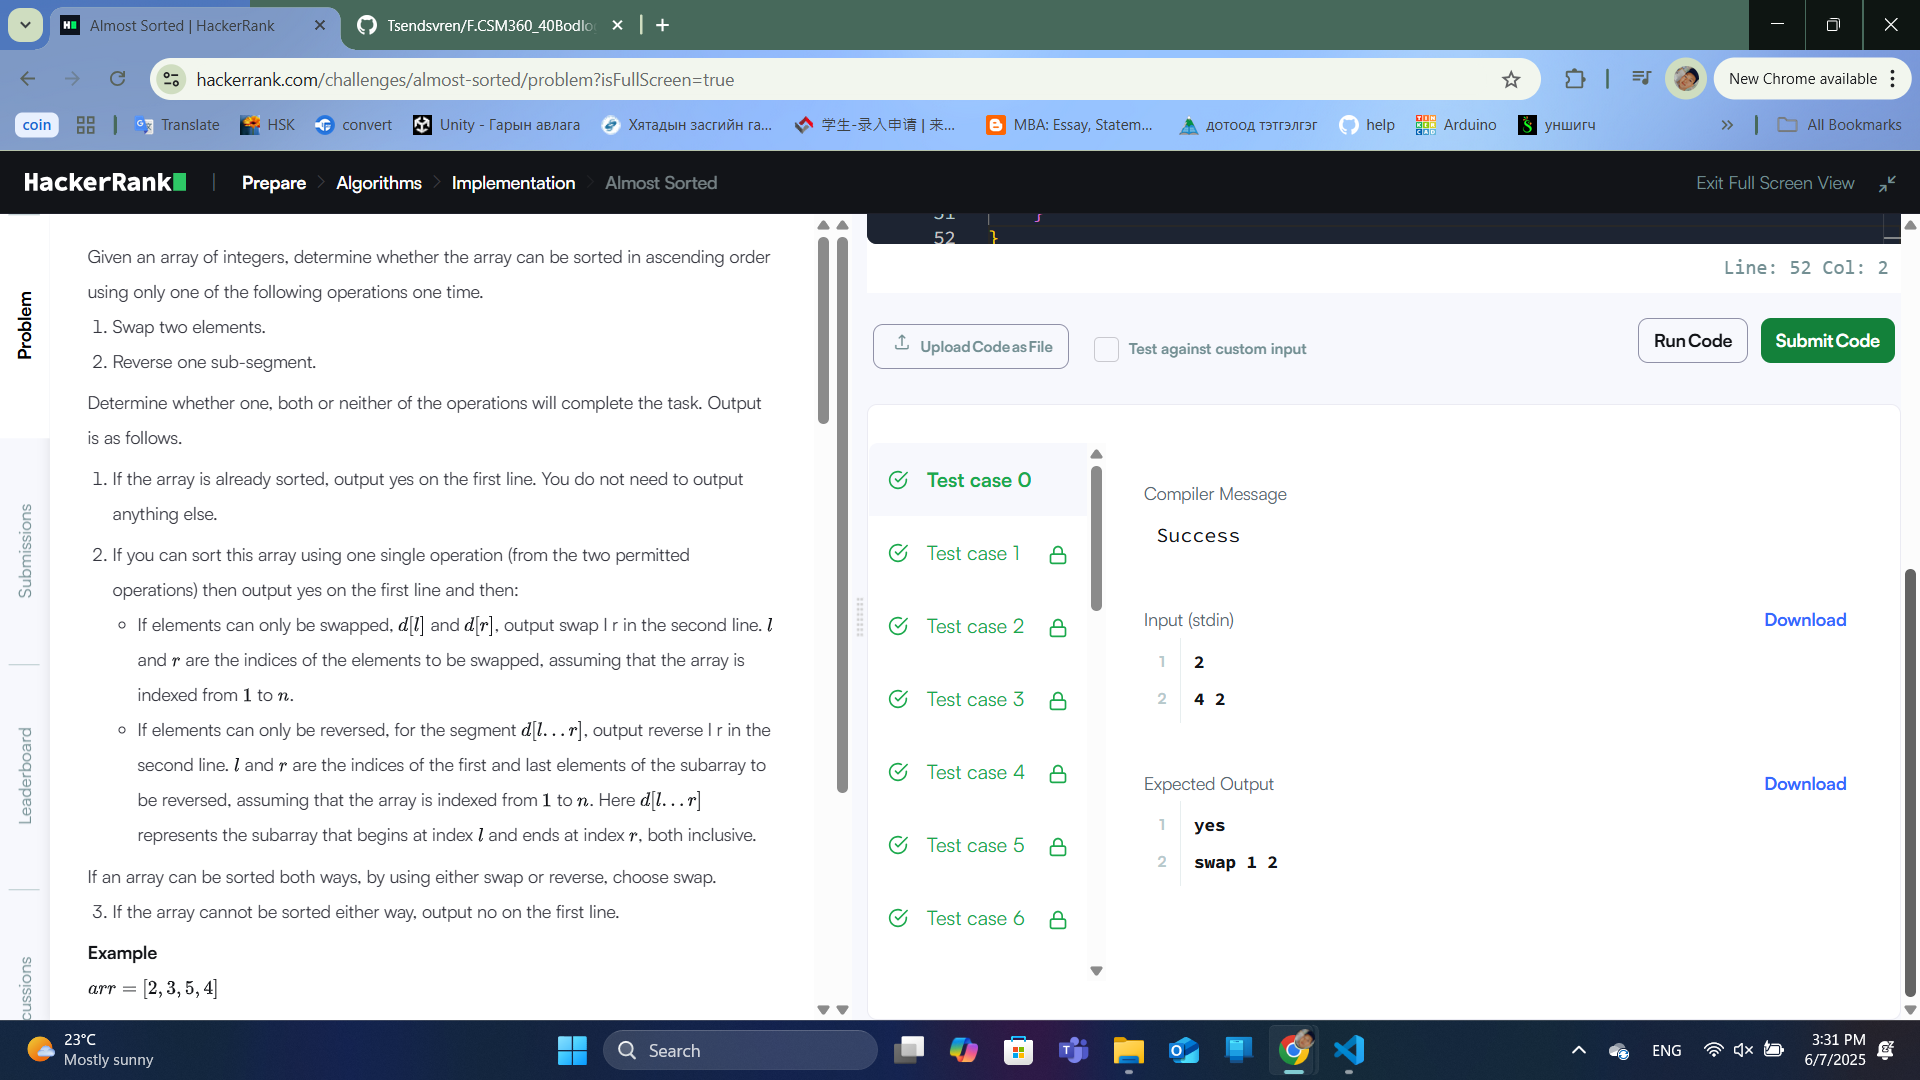 Almost Sorted | HackerRank
Tsendsvren/F.CSM360_40Bodlo
hackerrank.com/challenges/almost-sorted/problem?isFullScreen=true
New Chrome available
coin
Translate
HSK
convert
Unity - Гарын авлага
Хятадын засгийн га...
学生-录入申请 | 来...
MBA: Essay, Statem...
дотоод тэтгэлгэг
help
Arduino
уншигч
All Bookmarks
HackerRank
Prepare
Algorithms
Implementation
Almost Sorted
Exit Full Screen View
Problem
Submissions
Leaderboard
cussions
Given an array of integers, determine whether the array can be sorted in ascending order
using only one of the following operations one time.
1. Swap two elements.
2. Reverse one sub-segment.
Determine whether one, both or neither of the operations will complete the task. Output
is as follows.
1. If the array is already sorted, output yes on the first line. You do not need to output
anything else.
2. If you can sort this array using one single operation (from the two permitted
operations) then output yes on the first line and then:
If elements can only be swapped, d[l] and d[r], output swap l r in the second line. l
and r are the indices of the elements to be swapped, assuming that the array is
indexed from 1 to n.
If elements can only be reversed, for the segment d[l...r], output reverse l r in the
second line. l and r are the indices of the first and last elements of the subarray to
be reversed, assuming that the array is indexed from 1 to n. Here d[l...r]
represents the subarray that begins at index l and ends at index r, both inclusive.
If an array can be sorted both ways, by using either swap or reverse, choose swap.
3. If the array cannot be sorted either way, output no on the first line.
Example
arr = [2, 3, 5, 4]
51 }
52 }
Line: 52 Col: 2
Upload Code as File
Test against custom input
Run Code
Submit Code
Test case 0
Test case 1
Test case 2
Test case 3
Test case 4
Test case 5
Test case 6
Compiler Message
Success
Input (stdin)
Download
1 2
2 4 2
Expected Output
Download
1 yes
2 swap 1 2
23°C
Mostly sunny
Search
ENG
3:31 PM
6/7/2025